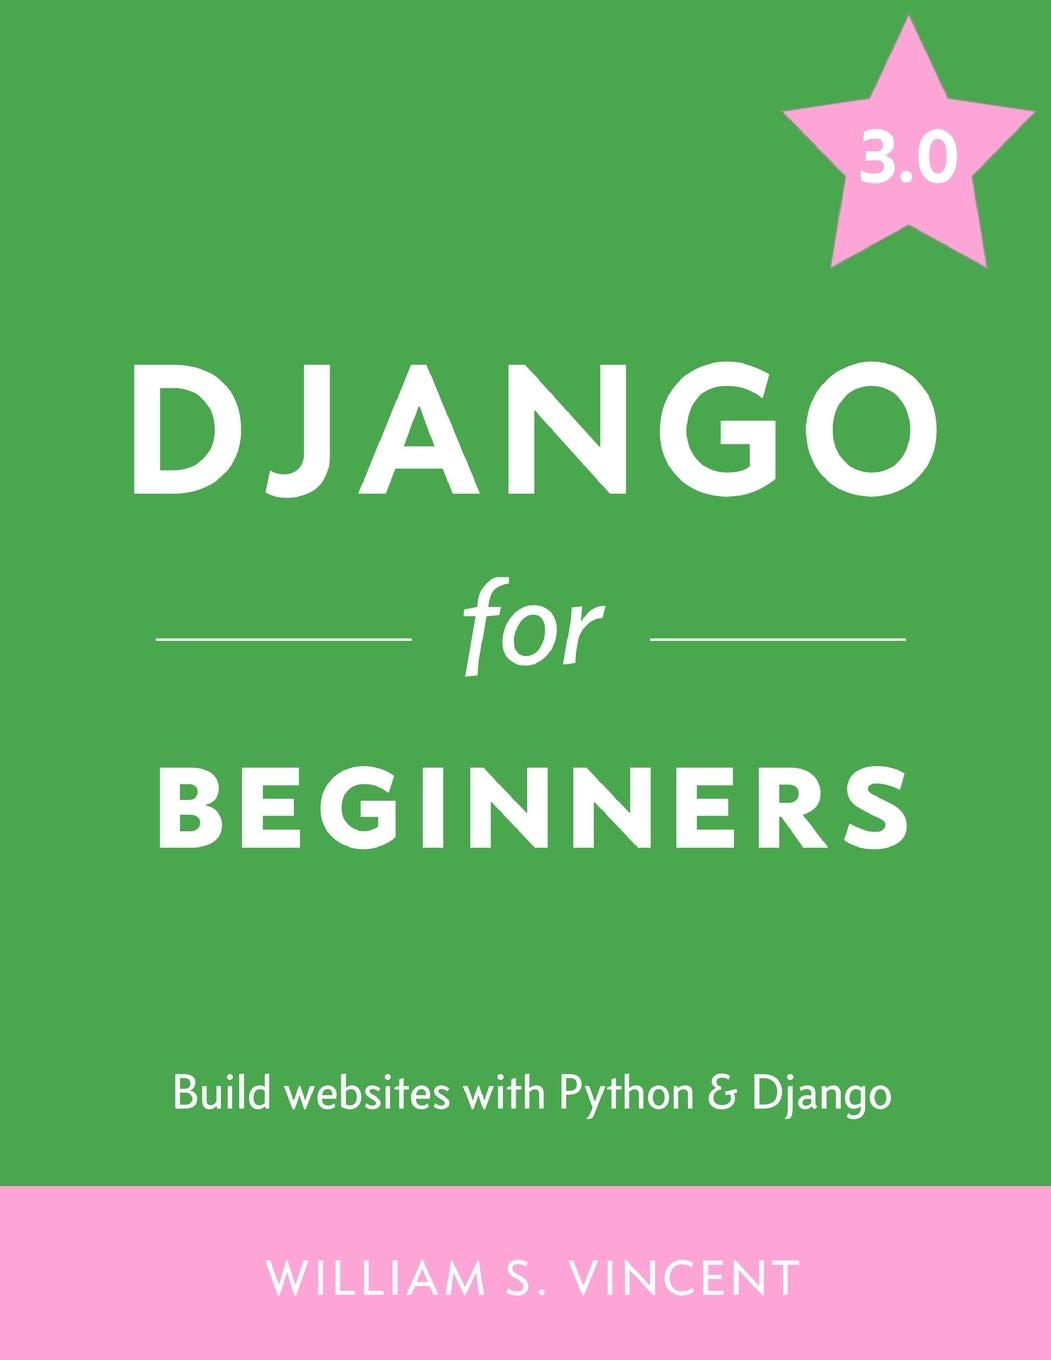 3.0
DJANGO
for
BEGINNERS
Build websites with Python & Django
WILLIAM S. VINCENT